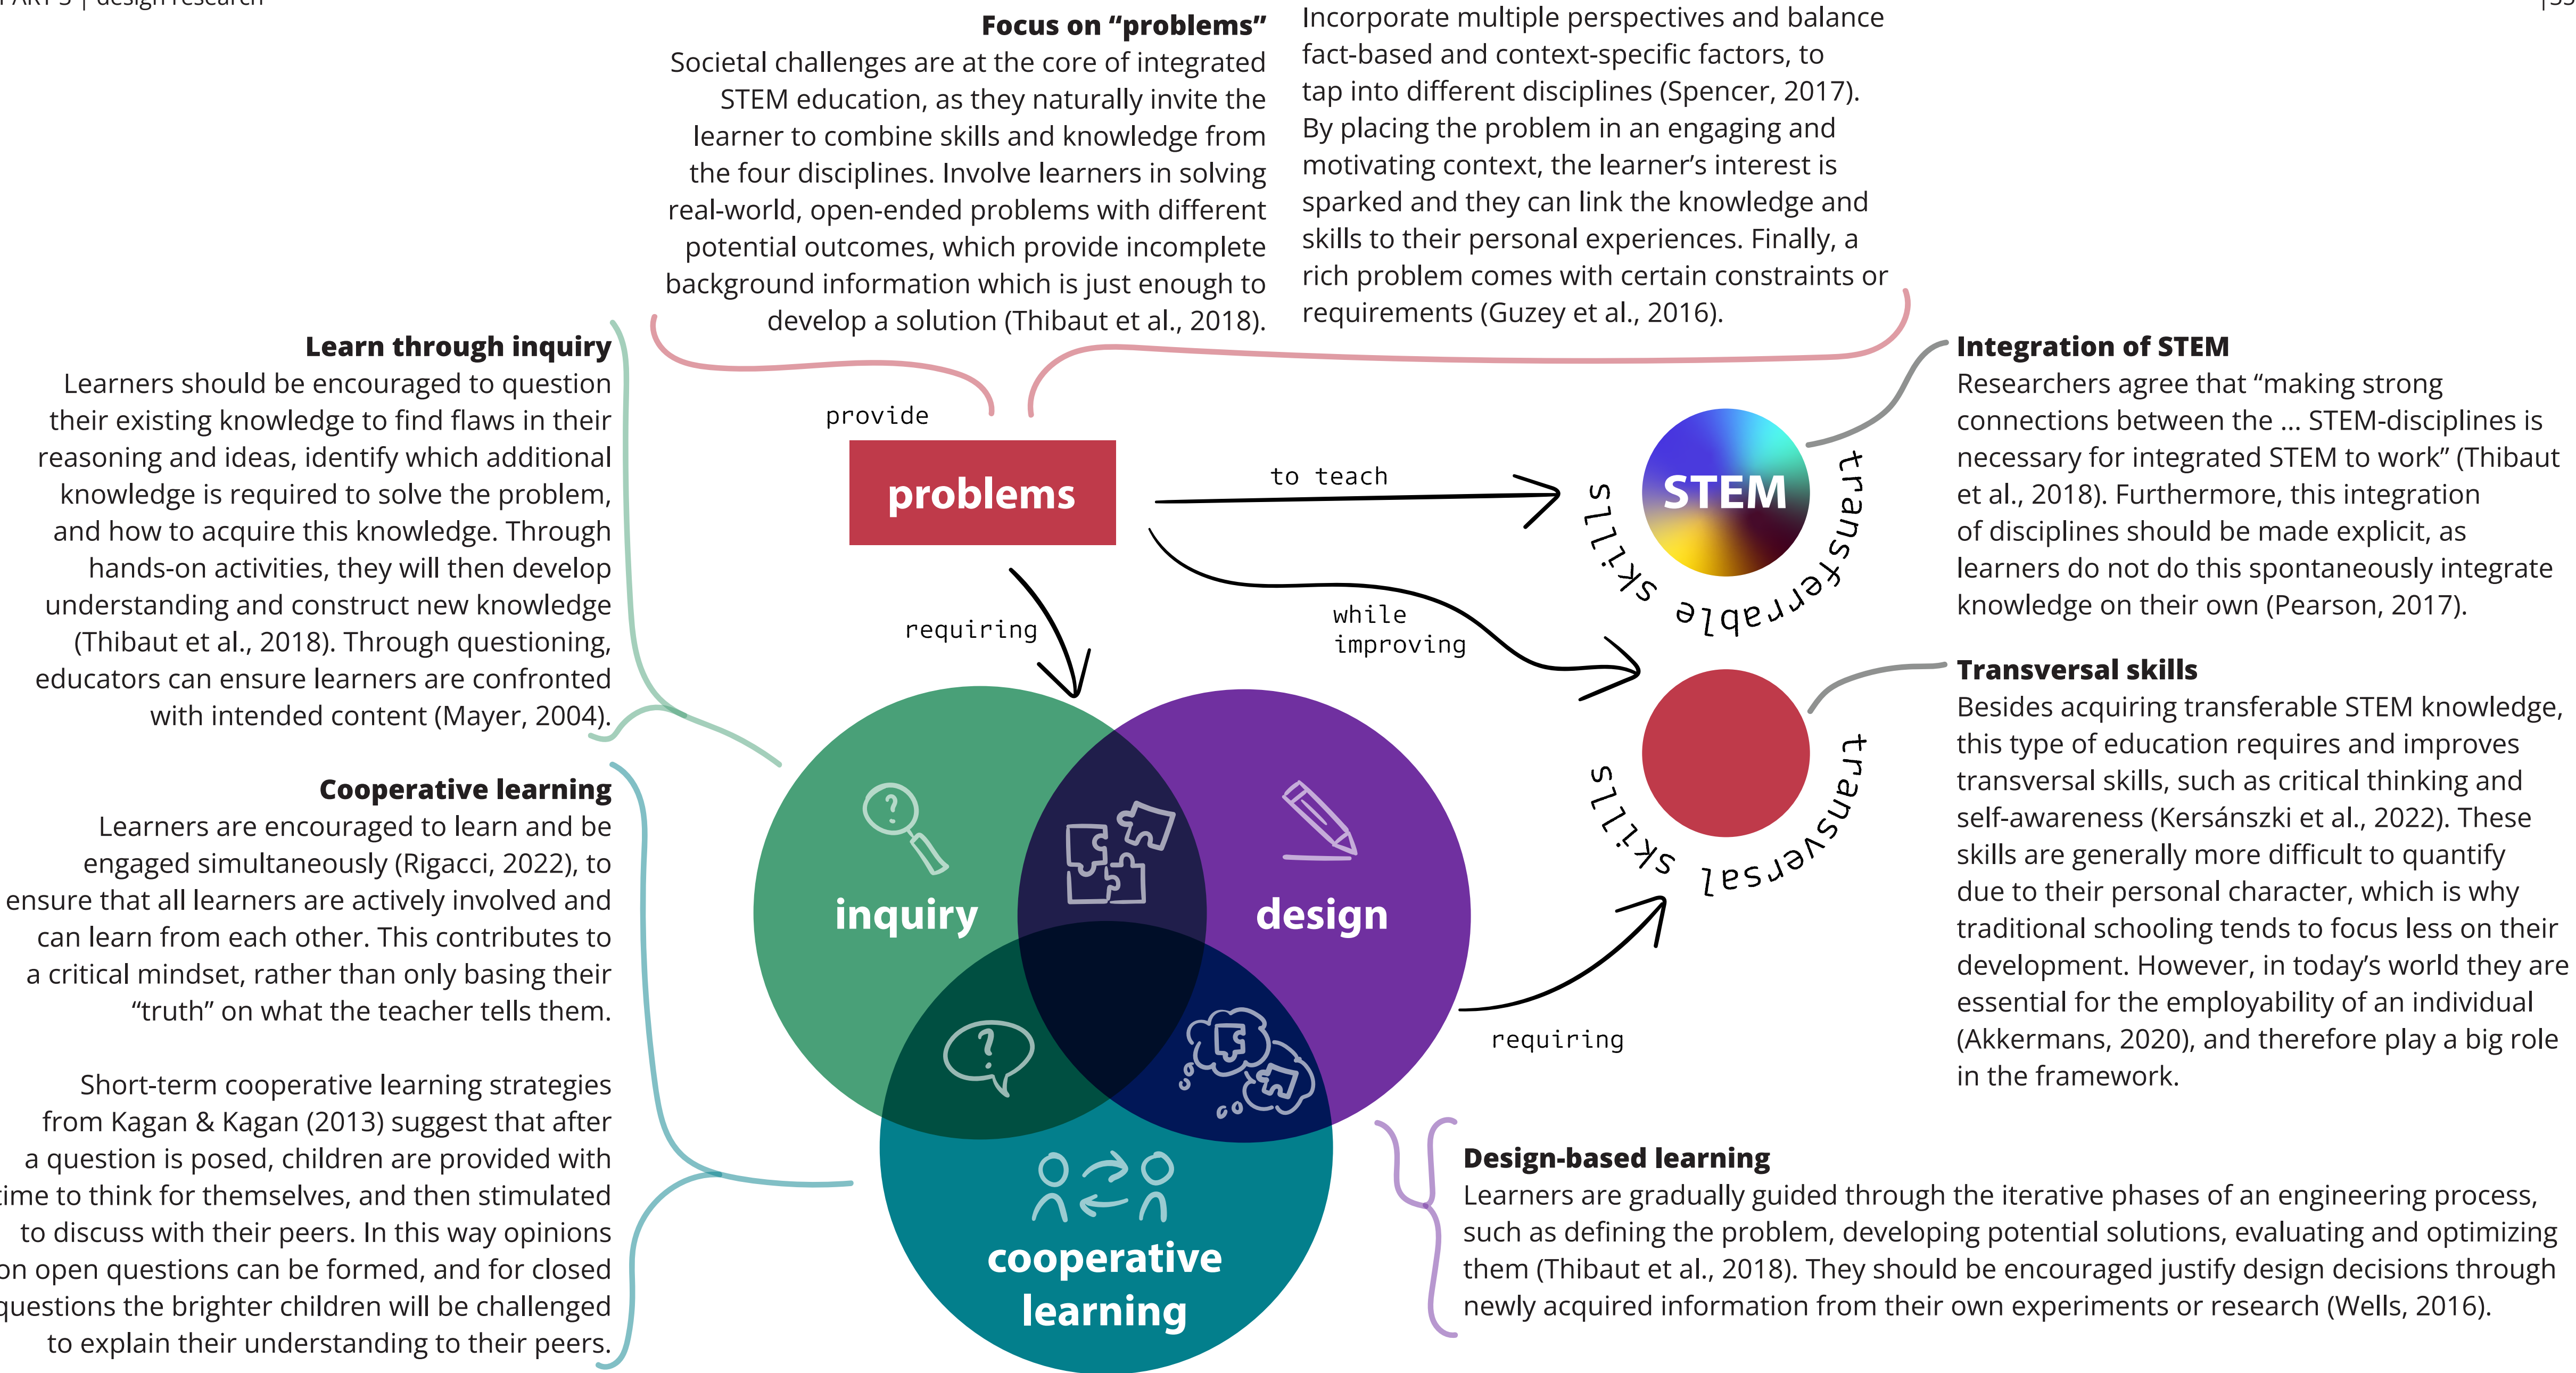 Focus on “problems”
Societal challenges are at the core of integrated
STEM education, as they naturally invite the
learner to combine skills and knowledge from
the four disciplines. Involve learners in solving
real-world, open-ended problems with different
potential outcomes, which provide incomplete
background information which is just enough to
develop a solution (Thibaut et al., 2018).
Incorporate multiple perspectives and balance
fact-based and context-specific factors, to
tap into different disciplines (Spencer, 2017).
By placing the problem in an engaging and
motivating context, the learner’s interest is
sparked and they can link the knowledge and
skills to their personal experiences. Finally, a
rich problem comes with certain constraints or
requirements (Guzey et al., 2016).
Learn through inquiry
Learners should be encouraged to question
their existing knowledge to find flaws in their
reasoning and ideas, identify which additional
knowledge is required to solve the problem,
and how to acquire this knowledge. Through
hands-on activities, they will then develop
understanding and construct new knowledge
(Thibaut et al., 2018). Through questioning,
educators can ensure learners are confronted
with intended content (Mayer, 2004).
Cooperative learning
Learners are encouraged to learn and be
engaged simultaneously (Rigacci, 2022), to
ensure that all learners are actively involved and
can learn from each other. This contributes to
a critical mindset, rather than only basing their
“truth” on what the teacher tells them.
Short-term cooperative learning strategies
from Kagan & Kagan (2013) suggest that after
a question is posed, children are provided with
time to think for themselves, and then stimulated
to discuss with their peers. In this way opinions
on open questions can be formed, and for closed
questions the brighter children will be challenged
to explain their understanding to their peers.
provide
problems
to teach
requiring
while
improving
STEM
transferrable skills
transversal skills
requiring
inquiry
design
cooperative
learning
Integration of STEM
Researchers agree that “making strong
connections between the ... STEM-disciplines is
necessary for integrated STEM to work” (Thibaut
et al., 2018). Furthermore, this integration
of disciplines should be made explicit, as
learners do not do this spontaneously integrate
knowledge on their own (Pearson, 2017).
Transversal skills
Besides acquiring transferable STEM knowledge,
this type of education requires and improves
transversal skills, such as critical thinking and
self-awareness (Kersánszki et al., 2022). These
skills are generally more difficult to quantify
due to their personal character, which is why
traditional schooling tends to focus less on their
development. However, in today’s world they are
essential for the employability of an individual
(Akkermans, 2020), and therefore play a big role
in the framework.
Design-based learning
Learners are gradually guided through the iterative phases of an engineering process,
such as defining the problem, developing potential solutions, evaluating and optimizing
them (Thibaut et al., 2018). They should be encouraged justify design decisions through
newly acquired information from their own experiments or research (Wells, 2016).